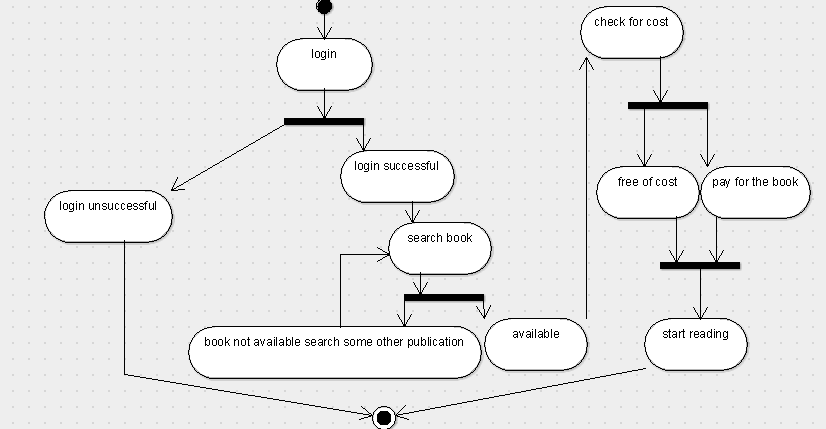 check for cost
login
login successful
free of cost
pay for the book
login unsuccessful
search book
book not available search some other publication
available
start reading